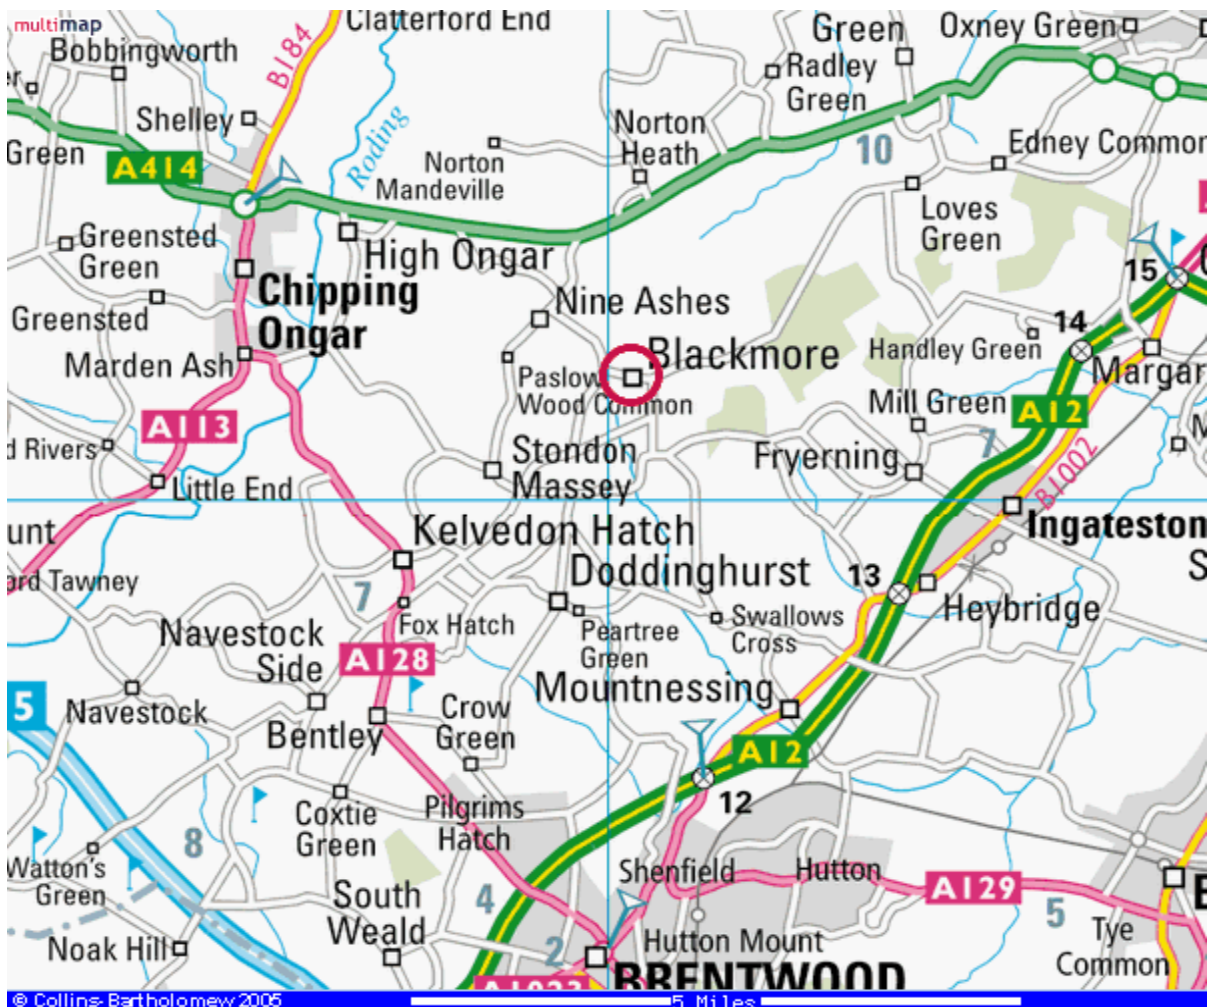 multimap
Clatterford End
Green
Oxney Green
Bobbingworth
B184
Radley
Green
Shelley
Roding
Norton
Heath
10
Edney Common
Green
A414
Norton
Mandeville
Loves
Green
Greensted
Green
High Ongar
15
Chipping
Ongar
Nine Ashes
14
Greensted
Blackmore
Handley Green
Marden Ash
Paslow
Wood Common
Margar
Mill Green
A12
A113
7
d Rivers
Stondon
Massey
Fryerning
B1002
Little End
Ingateston
unt
Kelvedon Hatch
ard Tawney
Doddinghurst
13
7
Heybridge
Fox Hatch
Swallows
Cross
Peartree
Green
Navestock
Side
A128
Mountnessing
5
Navestock
Crow
Green
Bentley
A12
12
Coxtie
Green
Pilgrims
Hatch
8
Watton's
Green
Shenfield
Hutton
A129
South
Weald
4
5
Noak Hill
2
Hutton Mount
Tye
Common
BRENTWOOD
A1023
© Collins-Bartholomew 2005
5 Miles